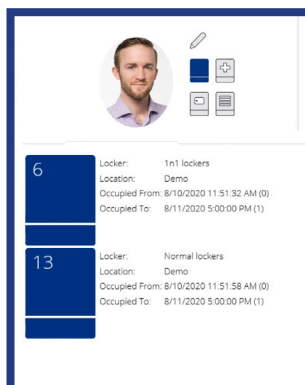 6
Locker: 1n1 lockers
Location: Demo
Occupied From: 8/10/2020 11:51:32 AM (0)
Occupied To: 8/11/2020 5:00:00 PM (1)
13
Locker: Normal lockers
Location: Demo
Occupied From: 8/10/2020 11:51:58 AM (0)
Occupied To: 8/11/2020 5:00:00 PM (1)